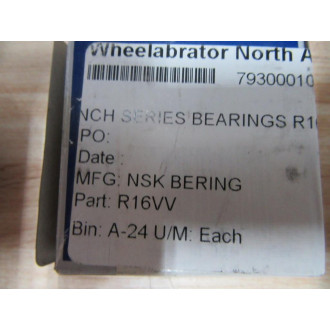 Wheelabrator North A
79300010
NCH SERIES BEARINGS R1
PO:
Date :
MFG: NSK BERING
Part: R16VV
Bin: A-24 U/M: Each